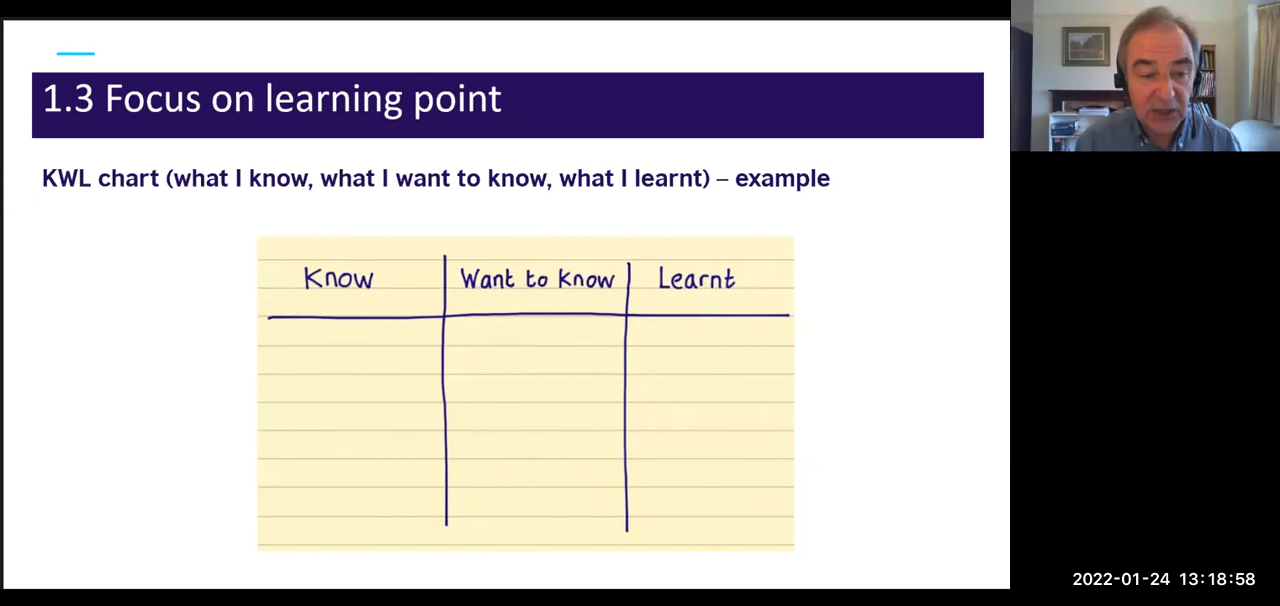 1.3 Focus on learning point
KWL chart (what I know, what I want to know, what I learnt) – example
Know Want to know Learnt
2022-01-24 13:18:58